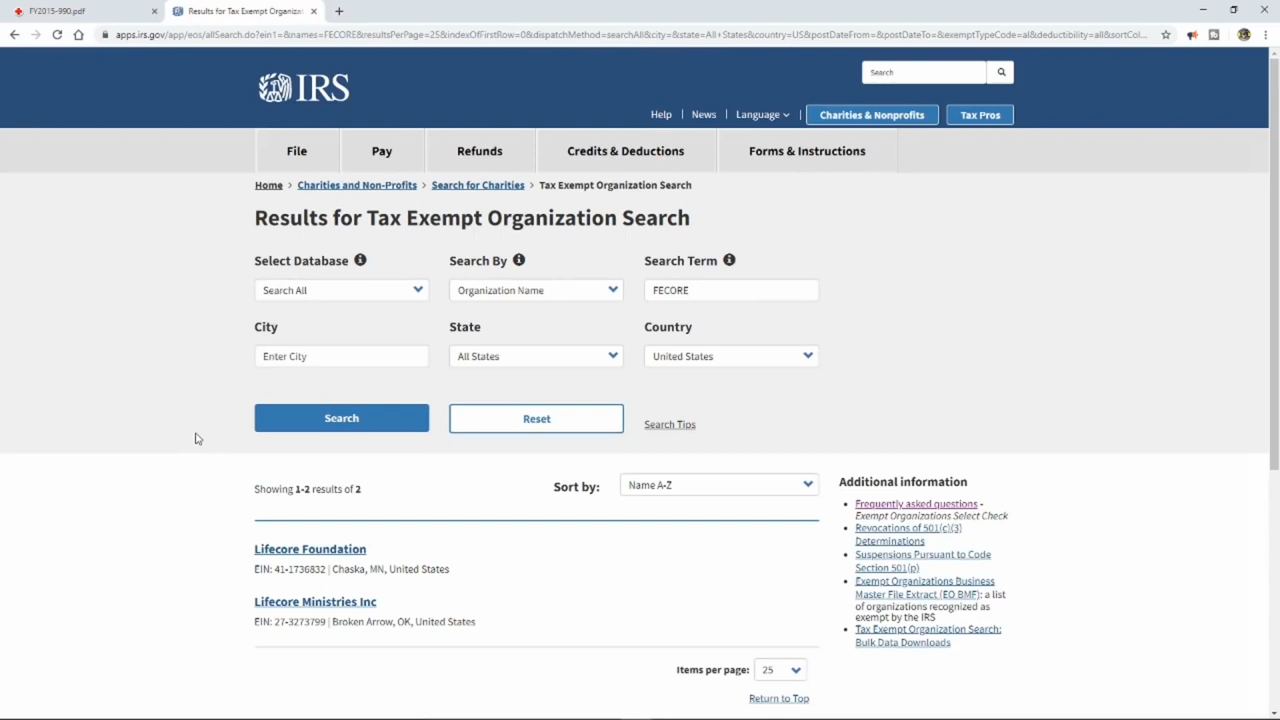 FY2015-990.pdf
Results for Tax Exempt Organizat
apps.irs.gov/app/eos/allSearch.do?ein1=&names=FECORE&resultsPerPage=25&indexOfFirstRow=0&dispatchMethod=searchAll&city=&state=All+States&country=US&postDateFrom=&postDateTo=&exemptTypeCode=al&deductibility=all&sortCol...
IRS
Search
Help | News | Language | Charities & Nonprofits Tax Pros
File Pay Refunds Credits & Deductions Forms & Instructions
Home > Charities and Non-Profits > Search for Charities > Tax Exempt Organization Search
Results for Tax Exempt Organization Search
Select Database Search By Search Term
Search All Organization Name FECORE
City State Country
Enter City All States United States
Search Reset Search Tips
Showing 1-2 results of 2
Sort by: Name A-Z
Lifecore Foundation
EIN: 41-1736832 | Chaska, MN, United States
Lifecore Ministries Inc
EIN: 27-3273799 | Broken Arrow, OK, United States
Items per page: 25
Return to Top
Additional information
Frequently asked questions -
Exempt Organizations Select Check
Revocations of 501(c)(3)
Determinations
Suspensions Pursuant to Code
Section 501(p)
Exempt Organizations Business
Master File Extract (EO BMF): a list
of organizations recognized as
exempt by the IRS
Tax Exempt Organization Search:
Bulk Data Downloads